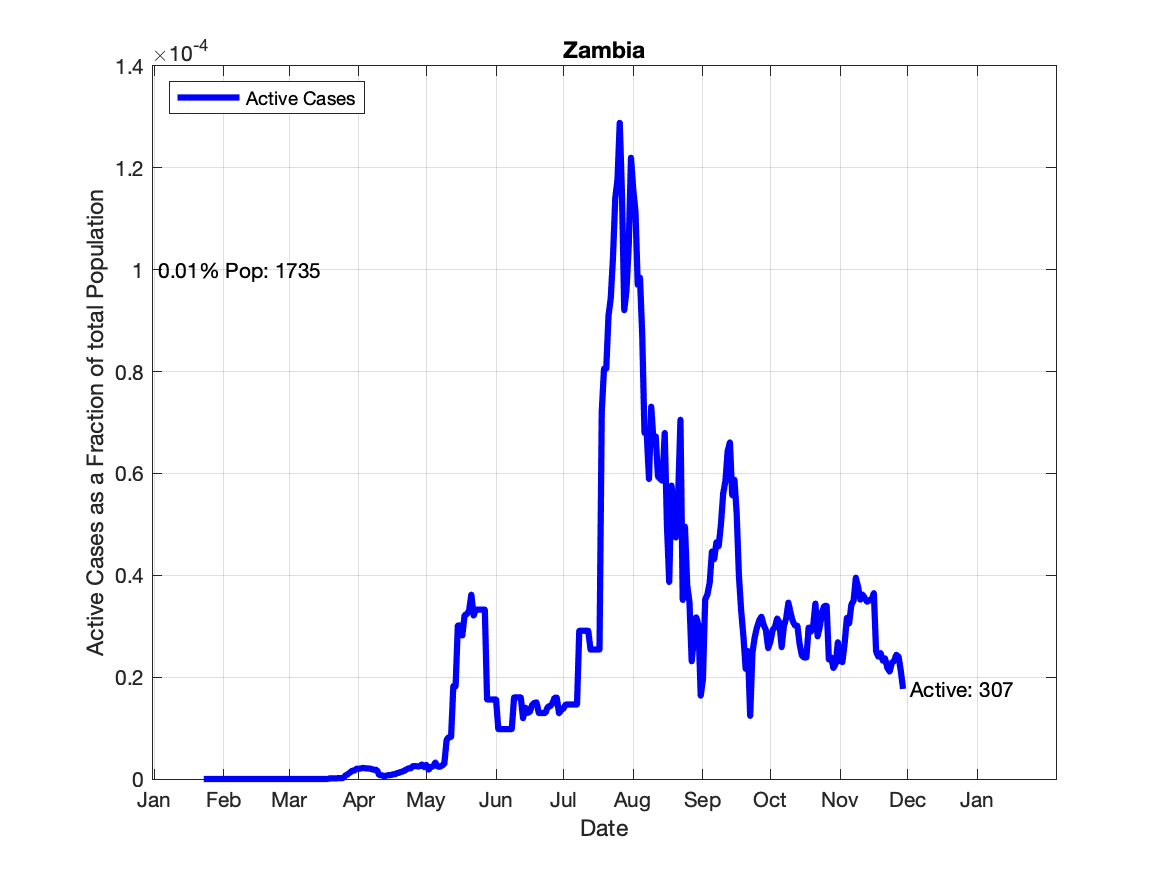 Zambia
×10-4
1.4
Active Cases
1.2
1
0.01% Pop: 1735
0.8
0.6
0.4
0.2
0
Active: 307
Active Cases as a Fraction of total Population
Jan Feb Mar Apr May Jun Jul Aug Sep Oct Nov Dec Jan
Date